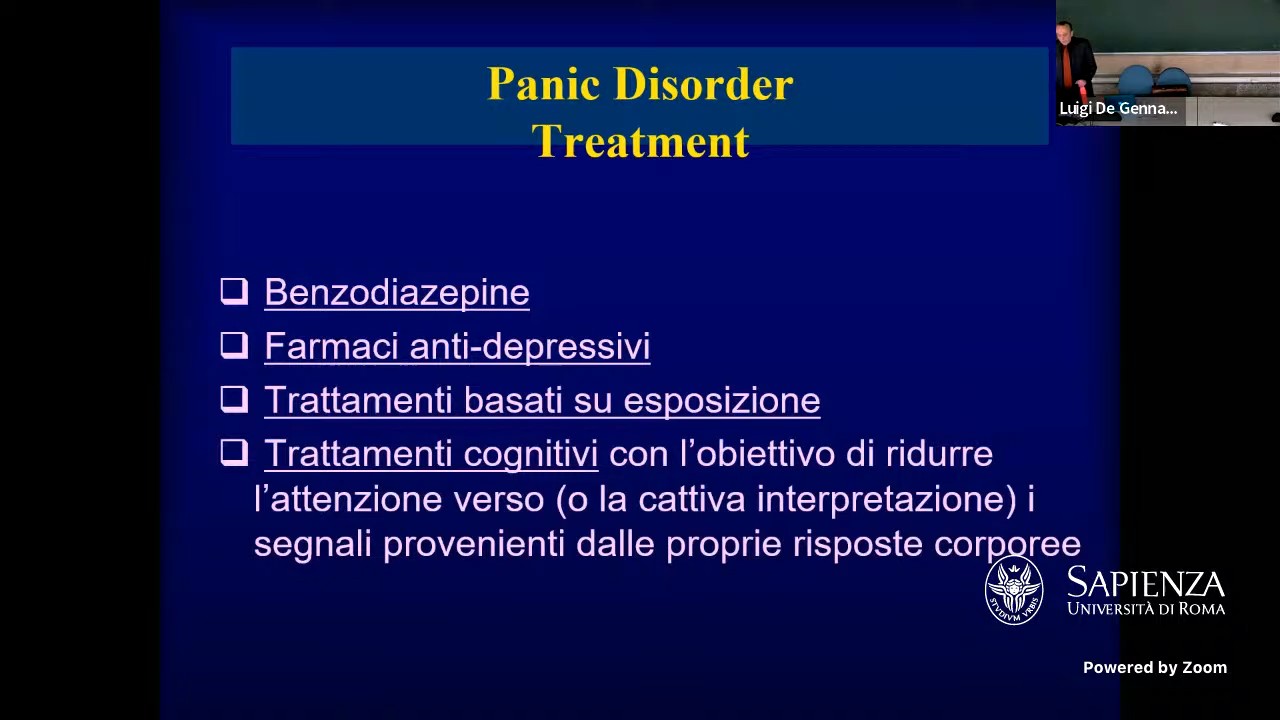 Panic Disorder
Treatment
Luigi De Genna...
❑ Benzodiazepine
❑ Farmaci anti-depressivi
❑ Trattamenti basati su esposizione
❑ Trattamenti cognitivi con l’obiettivo di ridurre
l’attenzione verso (o la cattiva interpretazione) i
segnali provenienti dalle proprie risposte corporee
STVDIVM VRBIS
SAPIENZA
UNIVERSITÀ DI ROMA
Powered by Zoom